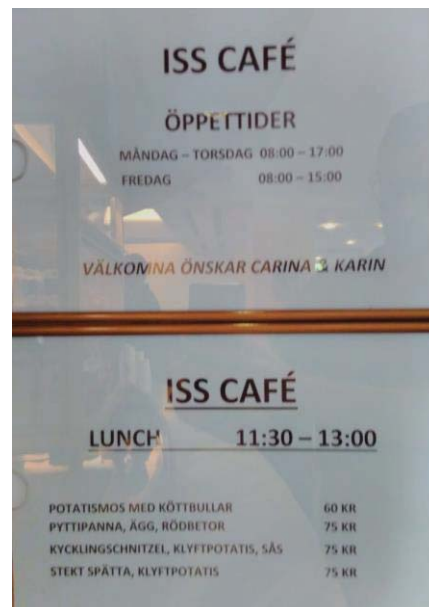 ISS CAFÉ
ÖPPETTIDER
MÅNDAG – TORSDAG 08:00 – 17:00
FREDAG 08:00 – 15:00
VÄLKOMNA ÖNSKAR CARINA & KARIN
ISS CAFÉ
LUNCH 11:30 – 13:00
POTATISMOS MED KÖTTBULLAR 60 KR
PYTTIPANNA, ÄGG, RÖDBETOR 75 KR
KYCKLINGSCHNITZEL, KLYFTPOTATIS, SÅS 75 KR
STEKT SPÄTTA, KLYFTPOTATIS 75 KR